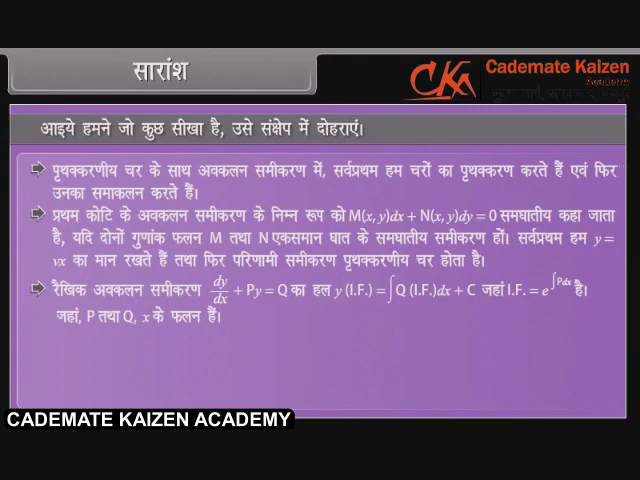 सारांश
CKA
Cademate Kaizen
Academy
आइये हमने जो कुछ सीखा है, उसे संक्षेप में दोहराएं।
पृथक्करणीय चर के साथ अवकलन समीकरण में, सर्वप्रथम हम चरों का पृथक्करण करते हैं एवं फिर
उनका समाकलन करते हैं।
प्रथम कोटि के अवकलन समीकरण के निम्न रूप को M(x, y)dx + N(x, y)dy = 0 समघातीय कहा जाता
है, यदि दोनों गुणांक फलन M तथा N एकसमान घात के समघातीय समीकरण हों। सर्वप्रथम हम y =
vx का मान रखते हैं तथा फिर परिणामी समीकरण पृथक्करणीय चर होता है।
रैखिक अवकलन समीकरण dy/dx + Py = Q का हल y (I.F.) = ∫Q (I.F.)dx + C जहां I.F. = e^∫Pdx है।
जहां, P तथा Q, x के फलन हैं।
CADEMATE KAIZEN ACADEMY